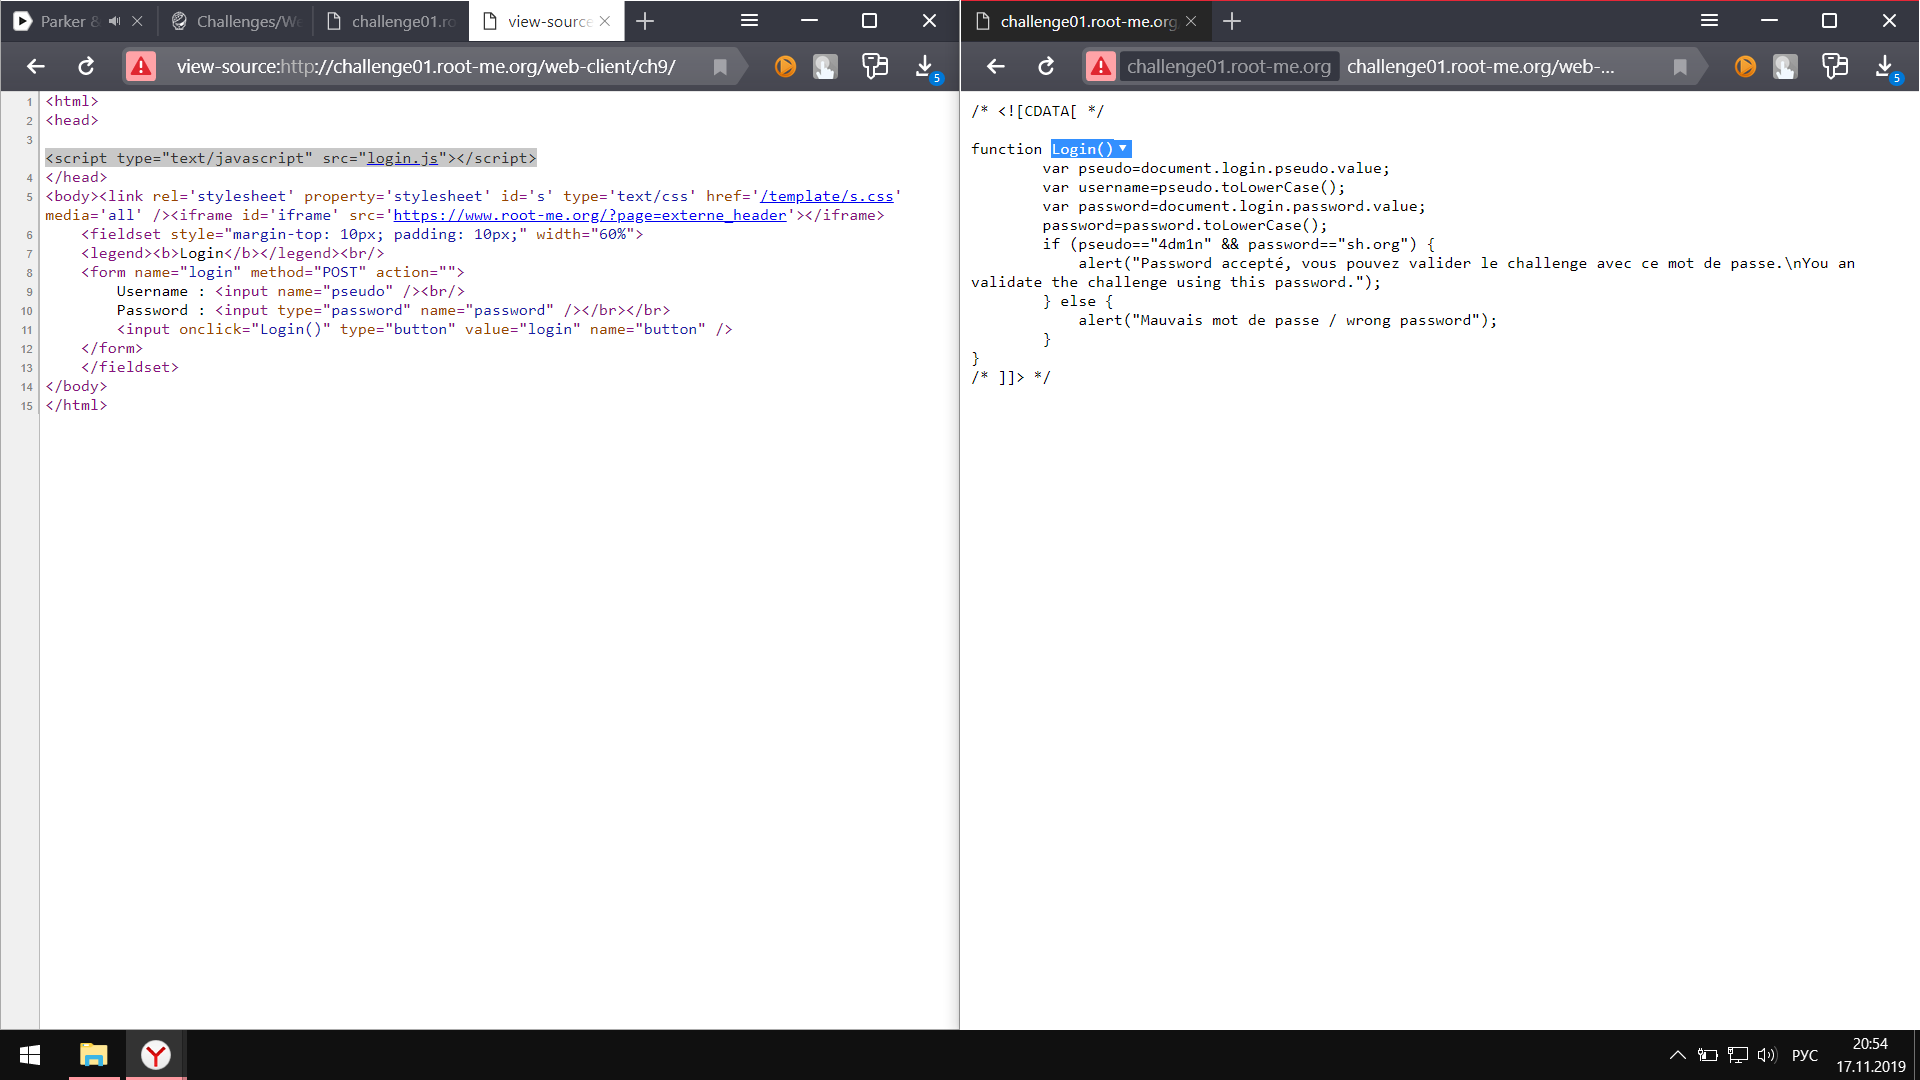 Parker &
Challenges/We
challenge01.ro
view-source
view-source:http://challenge01.root-me.org/web-client/ch9/
5
1 <html>
2 <head>
3
<script type="text/javascript" src="login.js"></script>
4 </head>
5 <body><link rel='stylesheet' property='stylesheet' id='s' type='text/css' href='/template/s.css'
media='all' /><iframe id='iframe' src='https://www.root-me.org/?page=externe_header'></iframe>
6 <fieldset style="margin-top: 10px; padding: 10px;" width="60%">
7 <legend><b>Login</b></legend><br/>
8 <form name="login" method="POST" action="">
9 Username : <input name="pseudo" /><br/>
10 Password : <input type="password" name="password" /></br></br>
11 <input onclick="Login()" type="button" value="login" name="button" />
12 </form>
13 </fieldset>
14 </body>
15 </html>
challenge01.root-me.org
challenge01.root-me.org challenge01.root-me.org/web-...
5
/* <![CDATA[ */
function Login()
var pseudo=document.login.pseudo.value;
var username=pseudo.toLowerCase();
var password=document.login.password.value;
password=password.toLowerCase();
if (pseudo=="4dm1n" && password=="sh.org") {
alert("Password accepté, vous pouvez valider le challenge avec ce mot de passe.\nYou an
validate the challenge using this password.");
} else {
alert("Mauvais mot de passe / wrong password");
}
}
/* ]]> */
РУС
20:54
17.11.2019